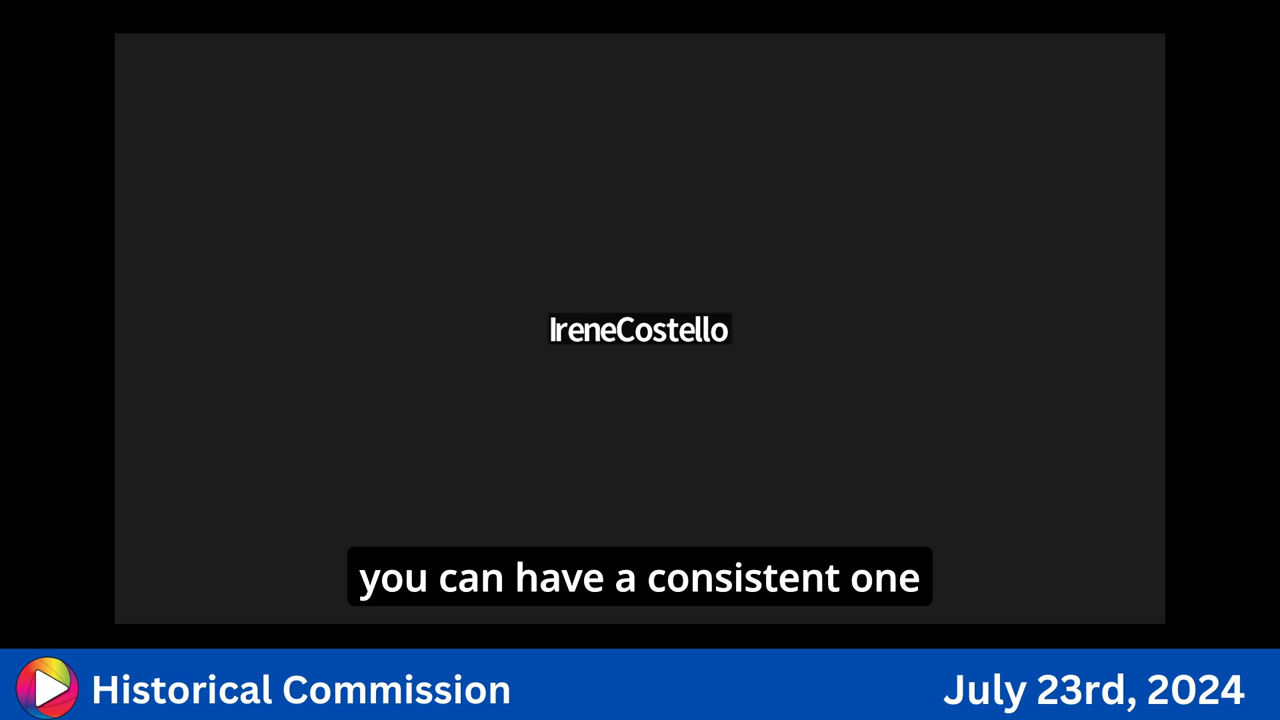 IreneCostello
you can have a consistent one
Historical Commission
July 23rd, 2024